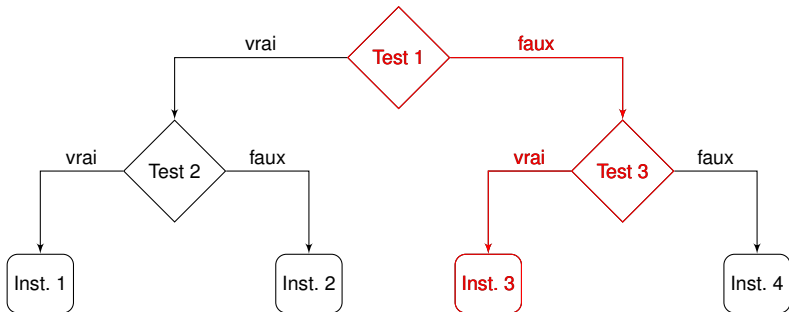 vrai
Test 1
faux
vrai
Test 2
faux
vrai
Test 3
faux
Inst. 1
Inst. 2
Inst. 3
Inst. 4